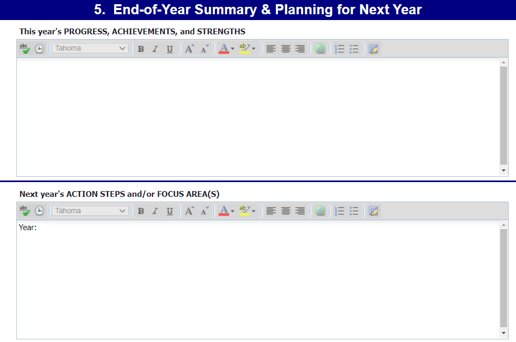 5. End-of-Year Summary & Planning for Next Year
This year's PROGRESS, ACHIEVEMENTS, and STRENGTHS
Tahoma
B I U A A A
Next year's ACTION STEPS and/or FOCUS AREA(S)
Tahoma
B I U A A A
Year: